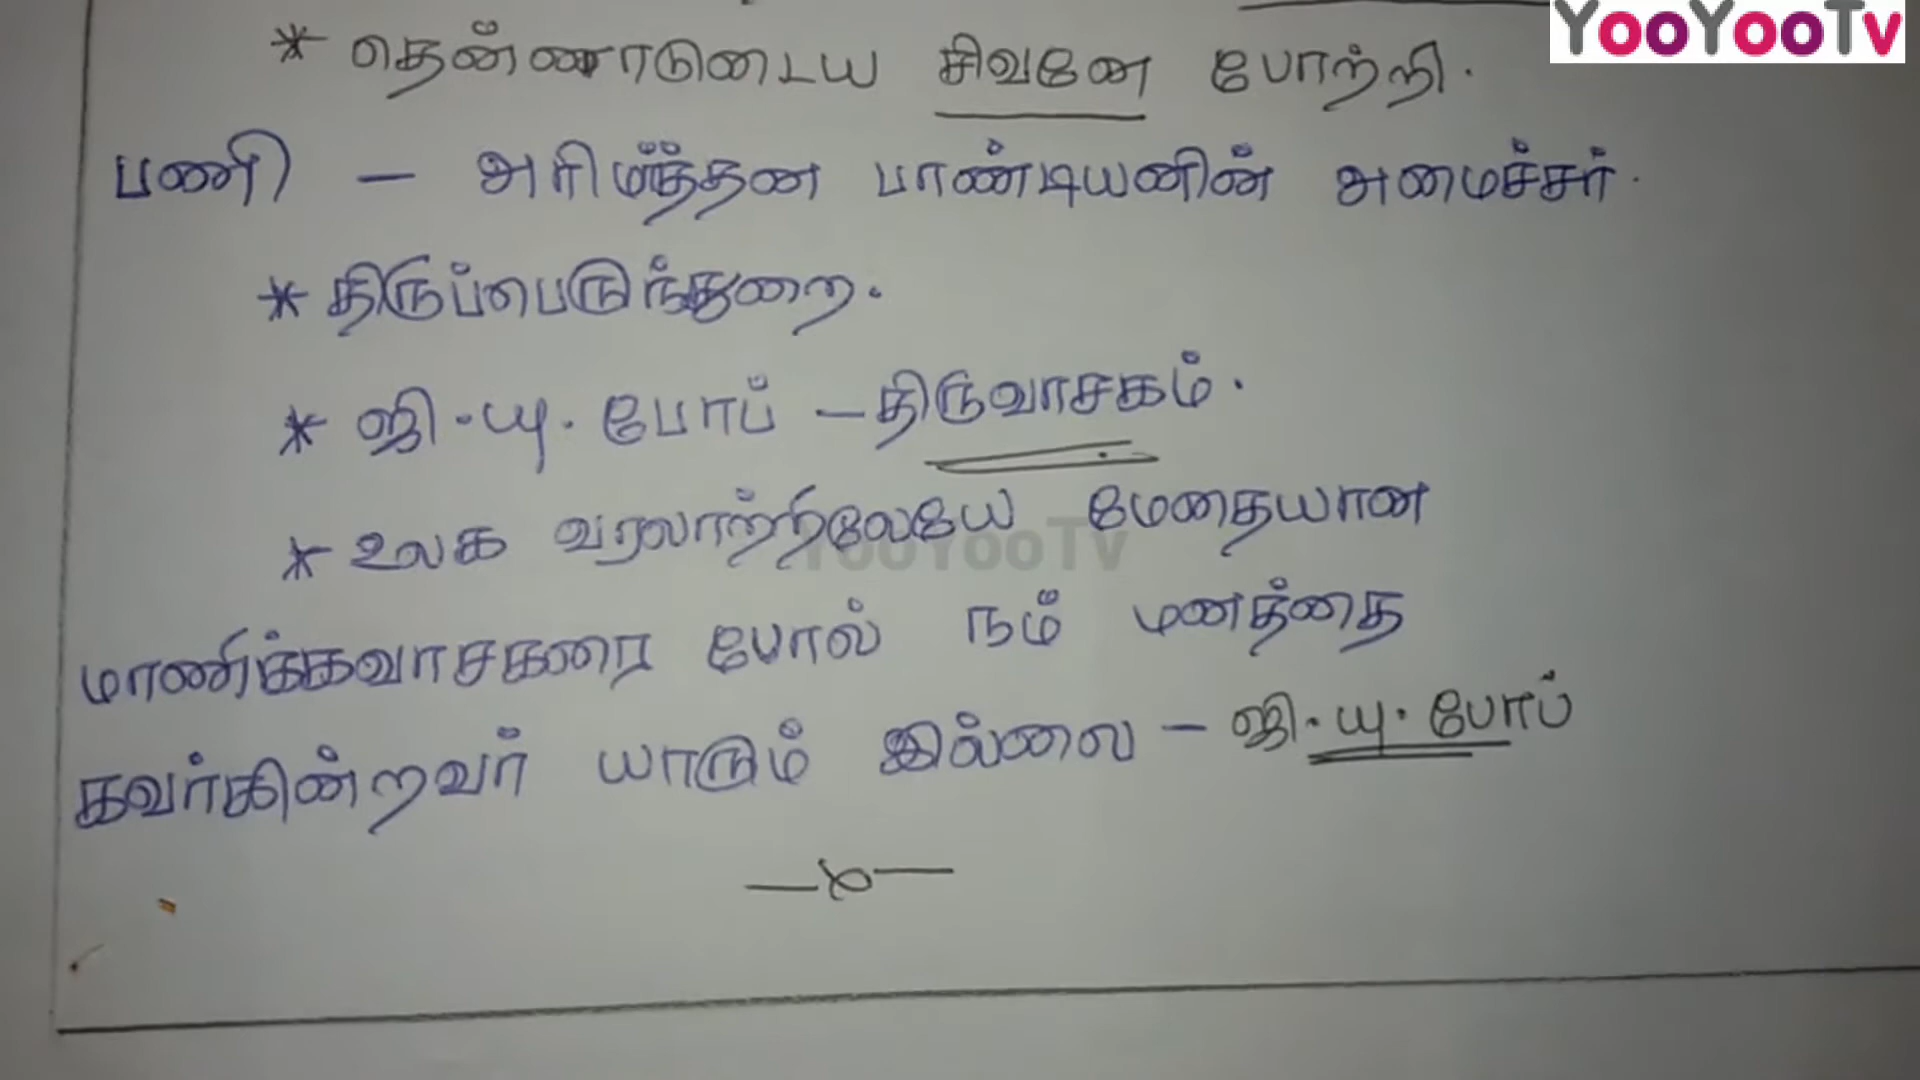 YooYooTv
* தென்னாடுடைய சிவனே போற்றி.
பணி – அரிமர்த்தன பாண்டியனின் அமைச்சர்.
* திருப்பெருந்துறை.
* ஜி.யு. போப் – திருவாசகம்.
* உலக வரலாற்றிலேயே மேதையான
YooYooTv
மாணிக்கவாசகரை போல் நம் மனத்தை
கவர்கின்றவர் யாரும் இல்லை – ஜி.யு. போப்